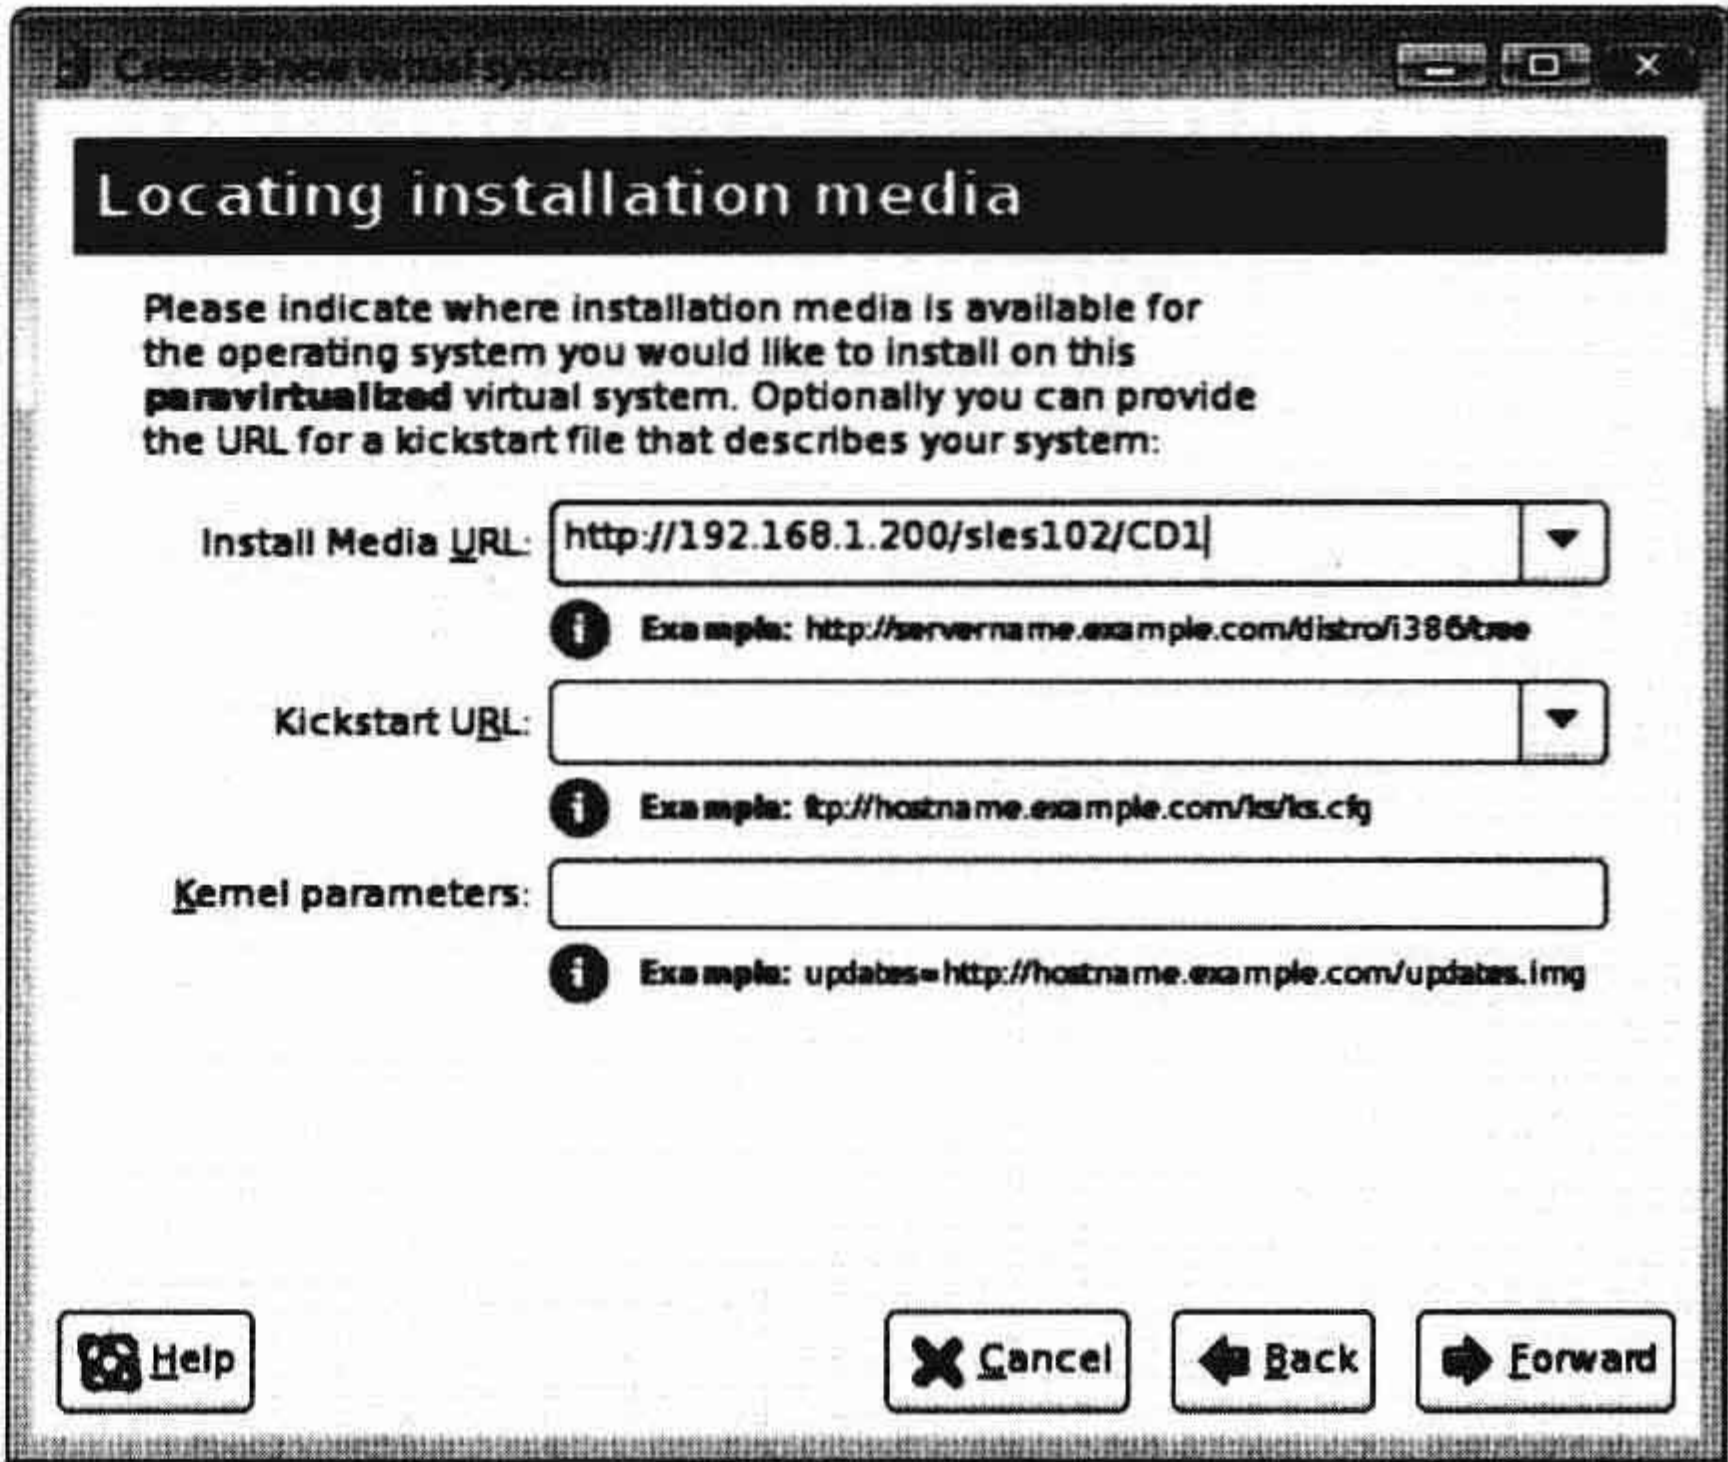 Create a new virtual system
Locating installation media
Please indicate where installation media is available for
the operating system you would like to install on this
paravirtualized virtual system. Optionally you can provide
the URL for a kickstart file that describes your system:
Install Media URL: http://192.168.1.200/sles102/CD1
Example: http://servername.example.com/distro/i386/tree
Kickstart URL:
Example: ftp://hostname.example.com/ks/ks.cfg
Kernel parameters:
Example: updates=http://hostname.example.com/updates.img
Help Cancel Back Forward